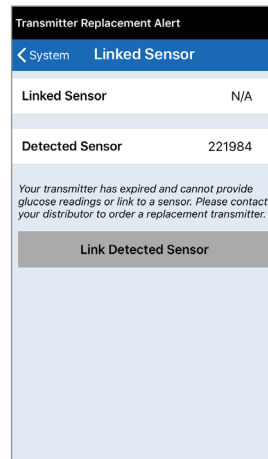 Transmitter Replacement Alert
System Linked Sensor
Linked Sensor N/A
Detected Sensor 221984
Your transmitter has expired and cannot provide
glucose readings or link to a sensor. Please contact
your distributor to order a replacement transmitter.
Link Detected Sensor